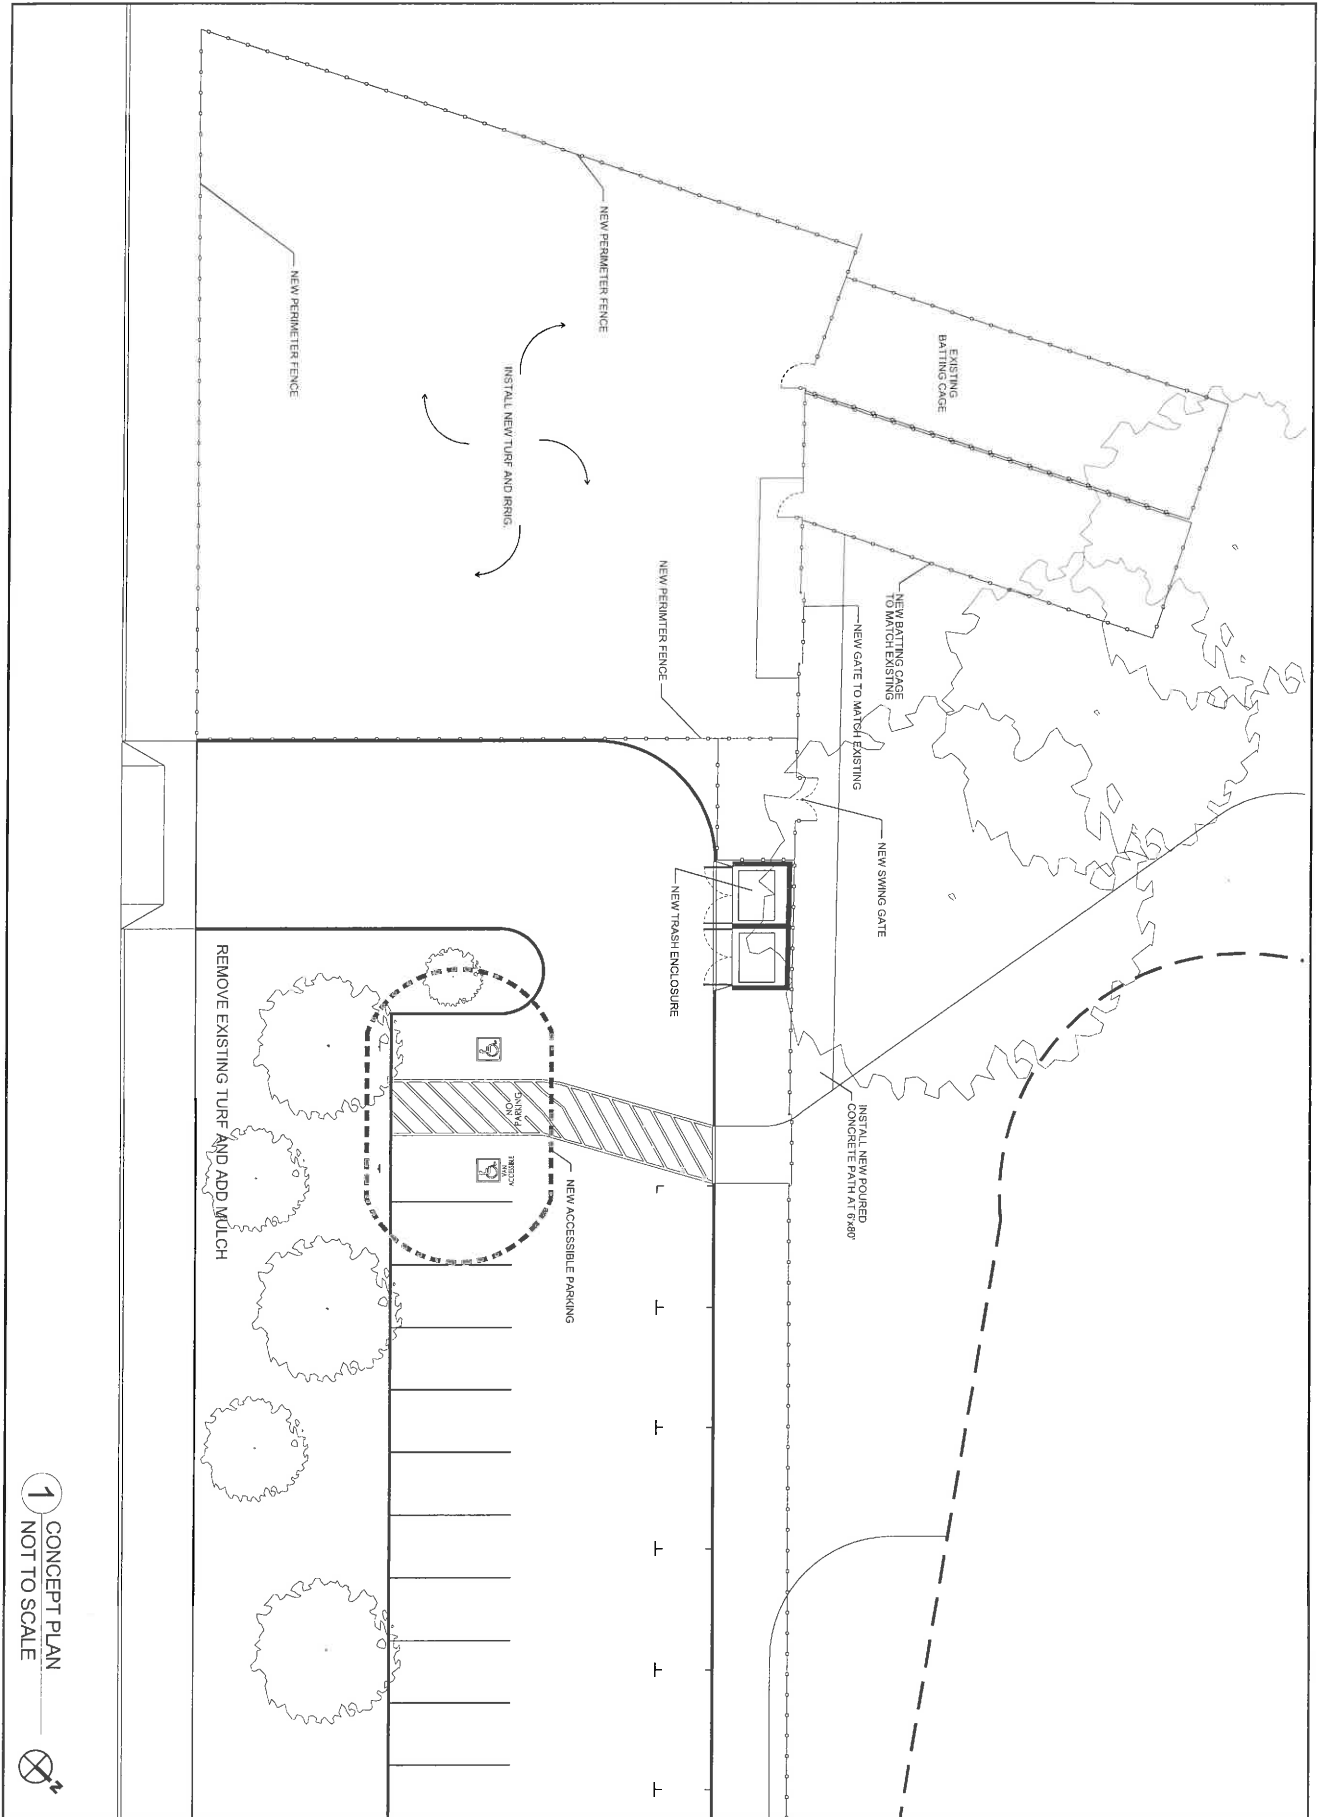 EXISTING
BATTING CAGE
NEW PERIMETER FENCE
NEW PERIMETER FENCE
INSTALL NEW TURF AND IRRIG.
NEW BATTING CAGE
TO MATCH EXISTING
NEW GATE TO MATCH EXISTING
NEW PERIMTER FENCE
NEW SWING GATE
NEW TRASH ENCLOSURE
INSTALL NEW POURED
CONCRETE PATH AT 6'x80'
NEW ACCESSIBLE PARKING
NO
PARKING
VAN
ACCESSIBLE
REMOVE EXISTING TURF AND ADD MULCH
1
CONCEPT PLAN
NOT TO SCALE
N